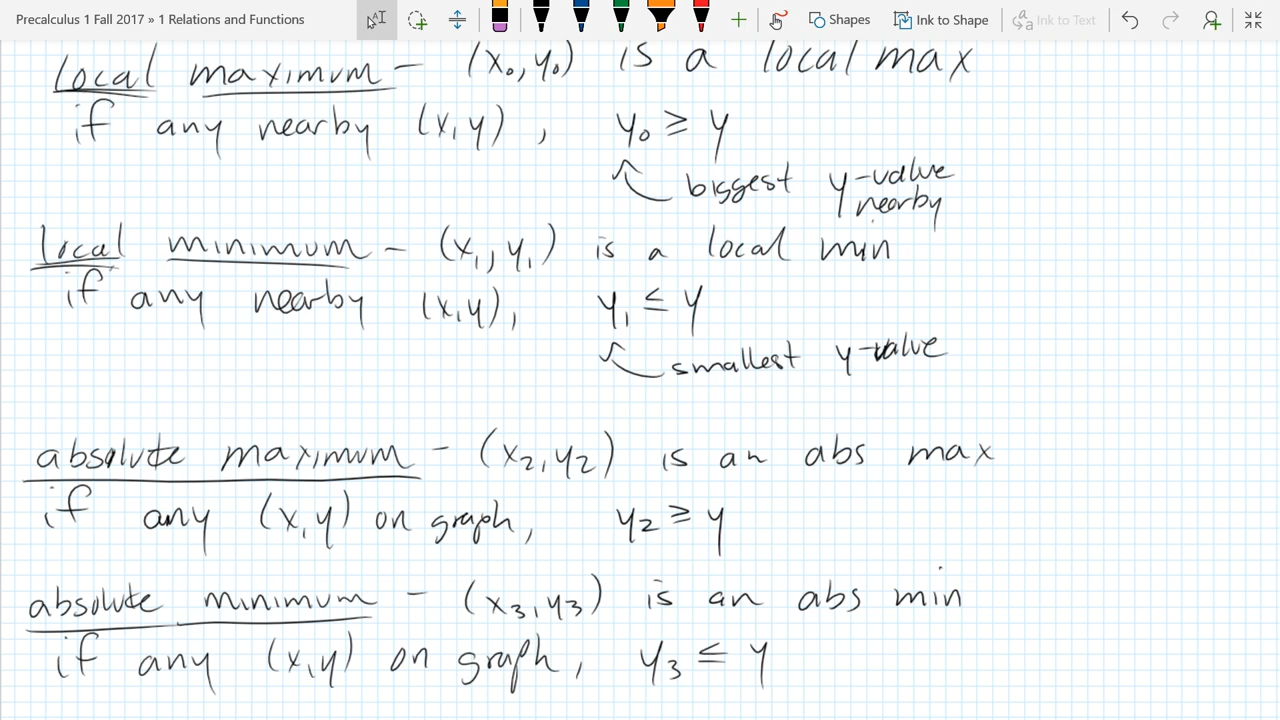 Precalculus 1 Fall 2017 » 1 Relations and Functions
Shapes
Ink to Shape
Ink to Text
local maximum - (x₀, y₀) is a local max
if any nearby (x, y), y₀ ≥ y
biggest y-value
nearby
local minimum - (x₁, y₁) is a local min
if any nearby (x, y), y₁ ≤ y
smallest y-value
absolute maximum - (x₂, y₂) is an abs max
if any (x, y) on graph, y₂ ≥ y
absolute minimum - (x₃, y₃) is an abs min
if any (x, y) on graph, y₃ ≤ y